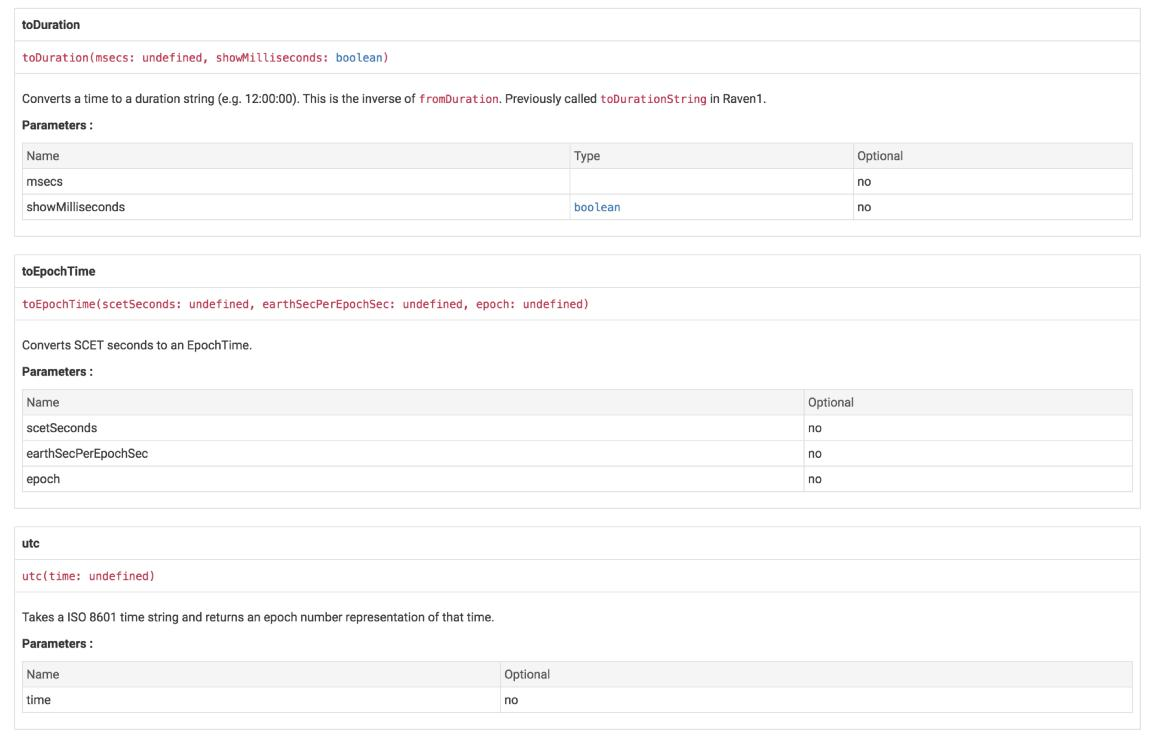 toDuration
toDuration(msecs: undefined, showMilliseconds: boolean)
Converts a time to a duration string (e.g. 12:00:00). This is the inverse of fromDuration. Previously called toDurationString in Raven1.
Parameters :
Name Type Optional
msecs no
showMilliseconds boolean no
toEpochTime
toEpochTime(scetSeconds: undefined, earthSecPerEpochSec: undefined, epoch: undefined)
Converts SCET seconds to an EpochTime.
Parameters :
Name Optional
scetSeconds no
earthSecPerEpochSec no
epoch no
utc
utc(time: undefined)
Takes a ISO 8601 time string and returns an epoch number representation of that time.
Parameters :
Name Optional
time no